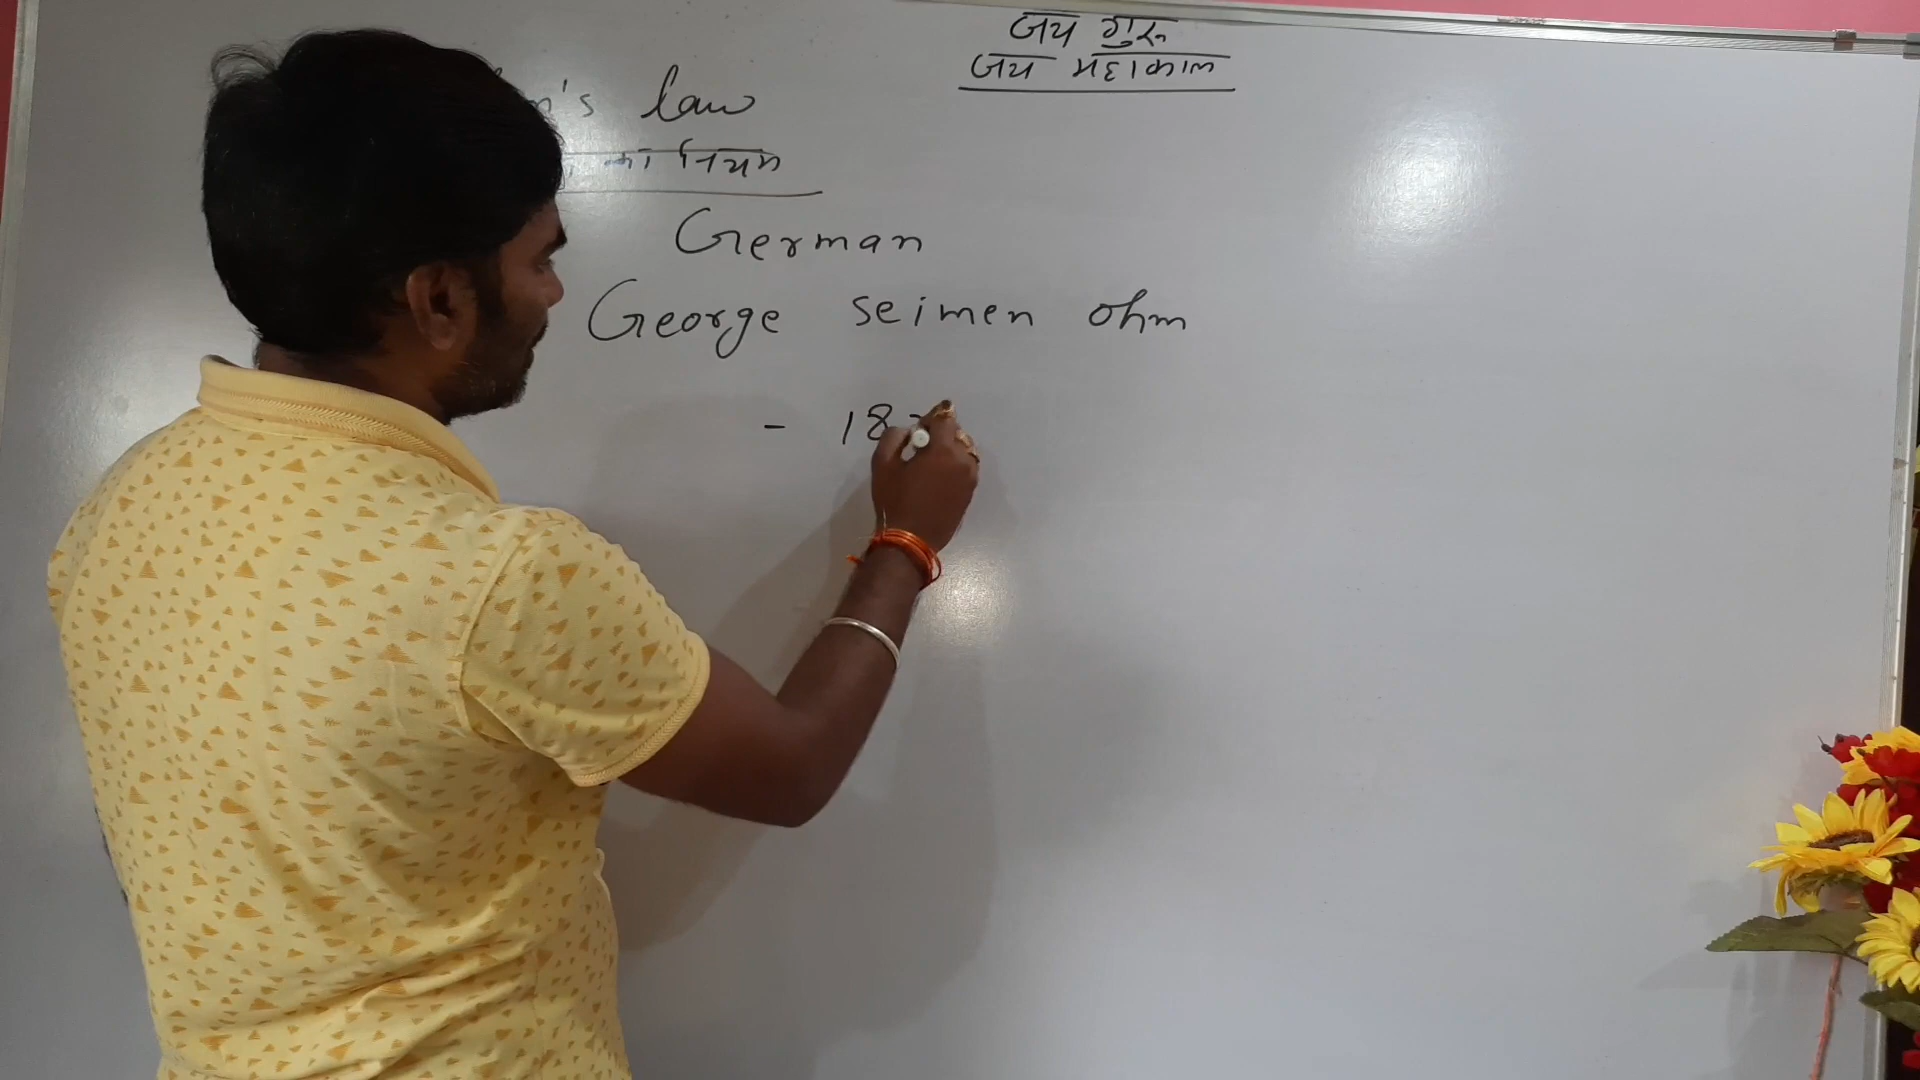 जय गुरु
जय महाकाल
's law
का नियम
German
George seimen ohm
- 18